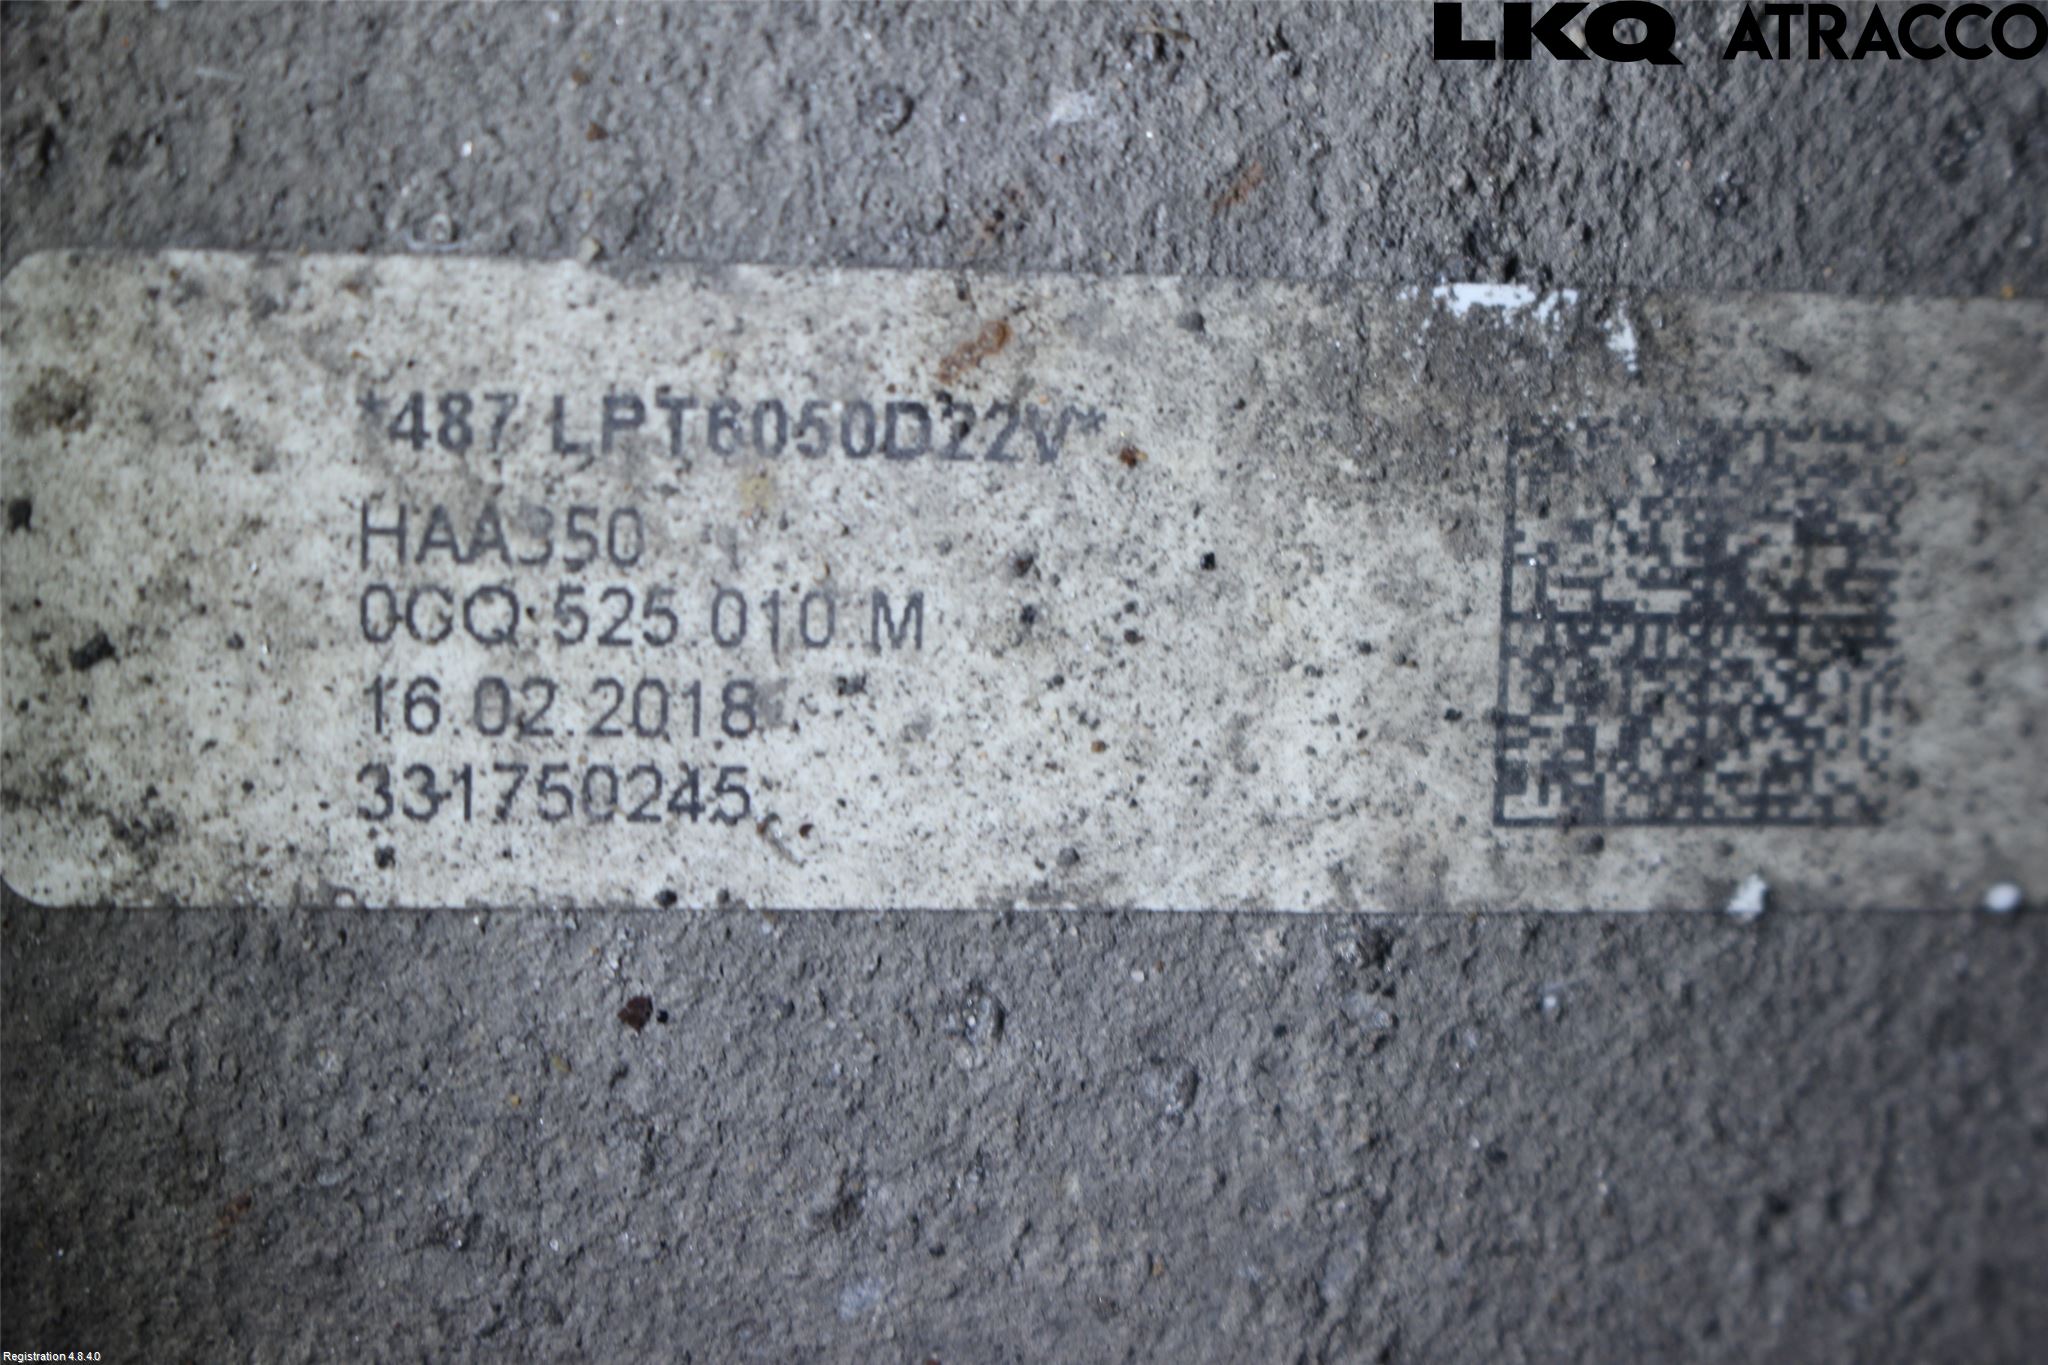 LKQ ATRACCO
*487 LPT6050D22V*
HAA350
0GQ 525 010 M
16.02.2018
331750245
Registration 4.8.4.0